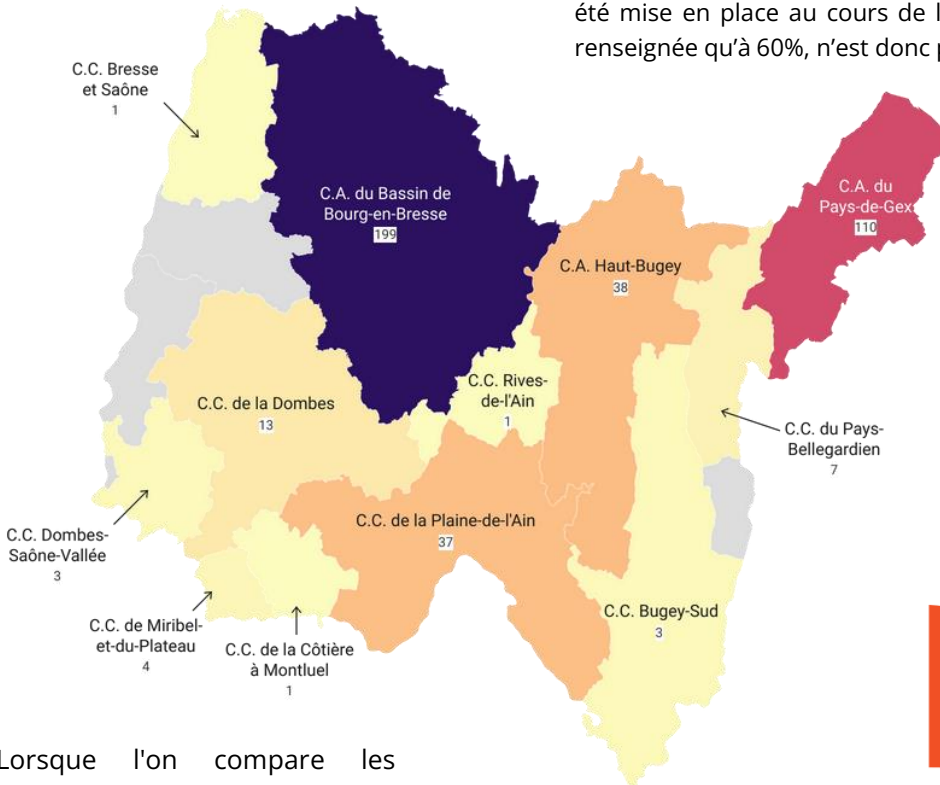 été mise en place au cours de l
renseignée qu'à 60%, n'est donc
C.C. Bresse
et Saône
1
C.A. du Bassin de
Bourg-en-Bresse
199
C.A. du
Pays-de-Gex
110
C.A. Haut-Bugey
38
C.C. Rives-
de-l'Ain
1
C.C. de la Dombes
13
C.C. du Pays-
Bellegardien
7
C.C. de la Plaine-de-l'Ain
37
C.C. Dombes-
Saône-Vallée
3
C.C. de Miribel-
et-du-Plateau
4
C.C. de la Côtière
à Montluel
1
C.C. Bugey-Sud
3
Lorsque l'on compare les